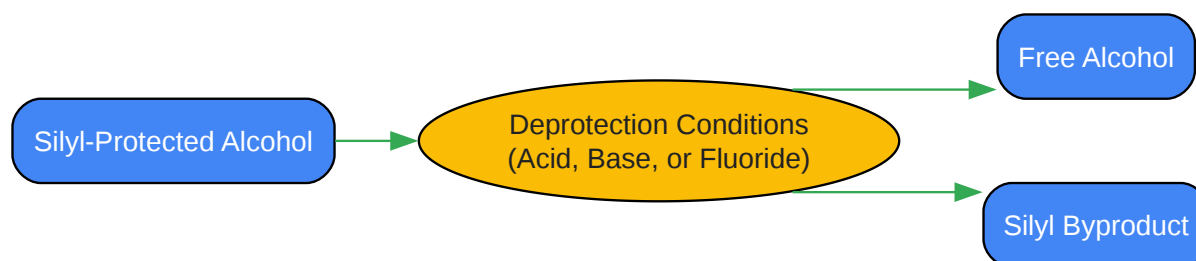 Silyl-Protected Alcohol
Deprotection Conditions
(Acid, Base, or Fluoride)
Free Alcohol
Silyl Byproduct